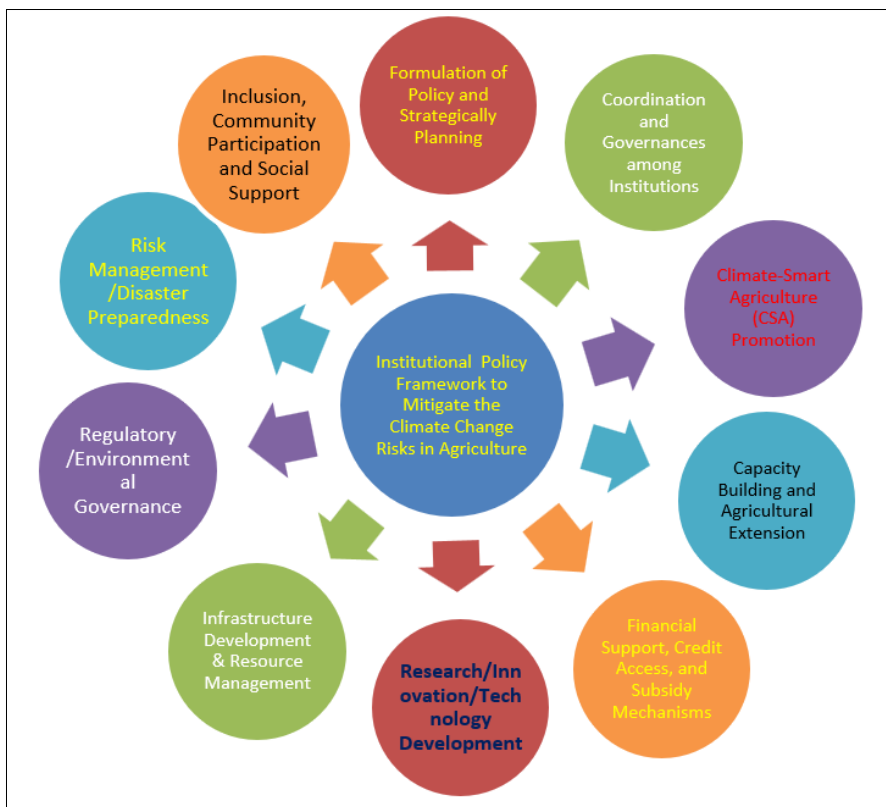 Formulation of
Policy and
Strategically
Planning
Coordination
and
Governances
among
Institutions
Climate-Smart
Agriculture
(CSA)
Promotion
Capacity
Building and
Agricultural
Extension
Financial
Support, Credit
Access, and
Subsidy
Mechanisms
Research/Inn
ovation/Tech
nology
Development
Infrastructure
Development
& Resource
Management
Regulatory
/Environment
al
Governance
Risk
Management
/Disaster
Preparedness
Inclusion,
Community
Participation
and Social
Support
Institutional Policy
Framework to
Mitigate the
Climate Change
Risks in Agriculture